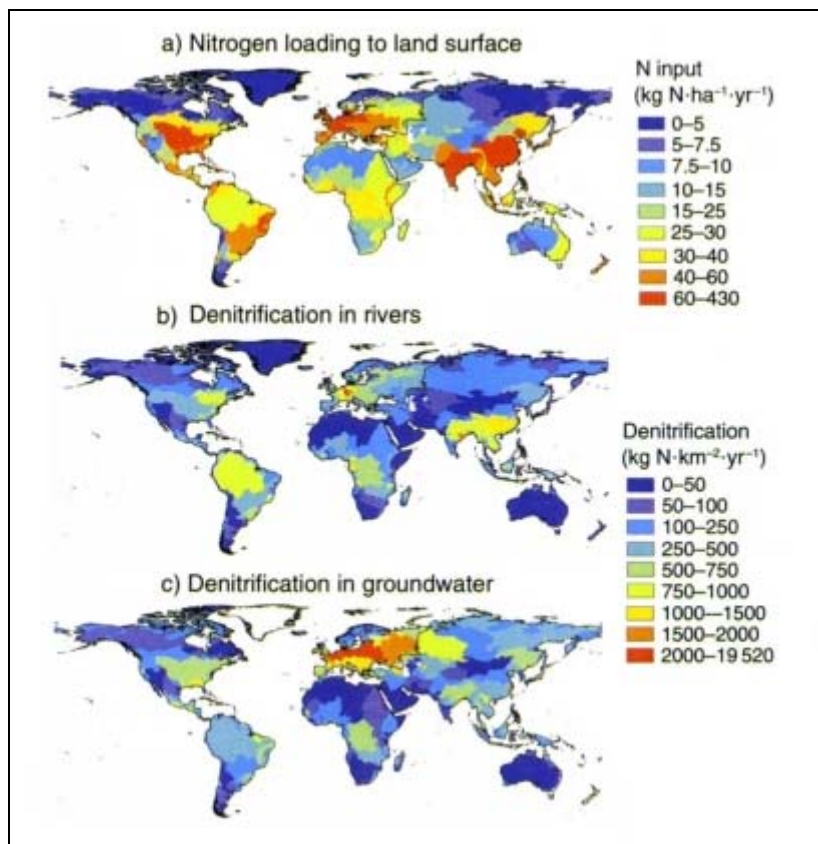 a) Nitrogen loading to land surface
N input
(kg N·ha⁻¹·yr⁻¹)
0–5
5–7.5
7.5–10
10–15
15–25
25–30
30–40
40–60
60–430
b) Denitrification in rivers
Denitrification
(kg N·km⁻²·yr⁻¹)
0–50
50–100
100–250
250–500
500–750
750–1000
1000—1500
1500–2000
2000–19 520
c) Denitrification in groundwater